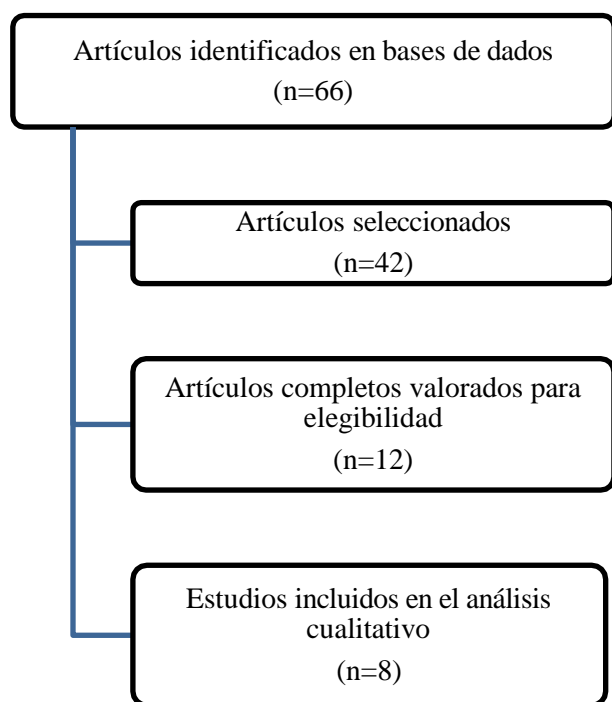 Artículos identificados en bases de dados
(n=66)
Artículos seleccionados
(n=42)
Artículos completos valorados para
elegibilidad
(n=12)
Estudios incluidos en el análisis
cualitativo
(n=8)